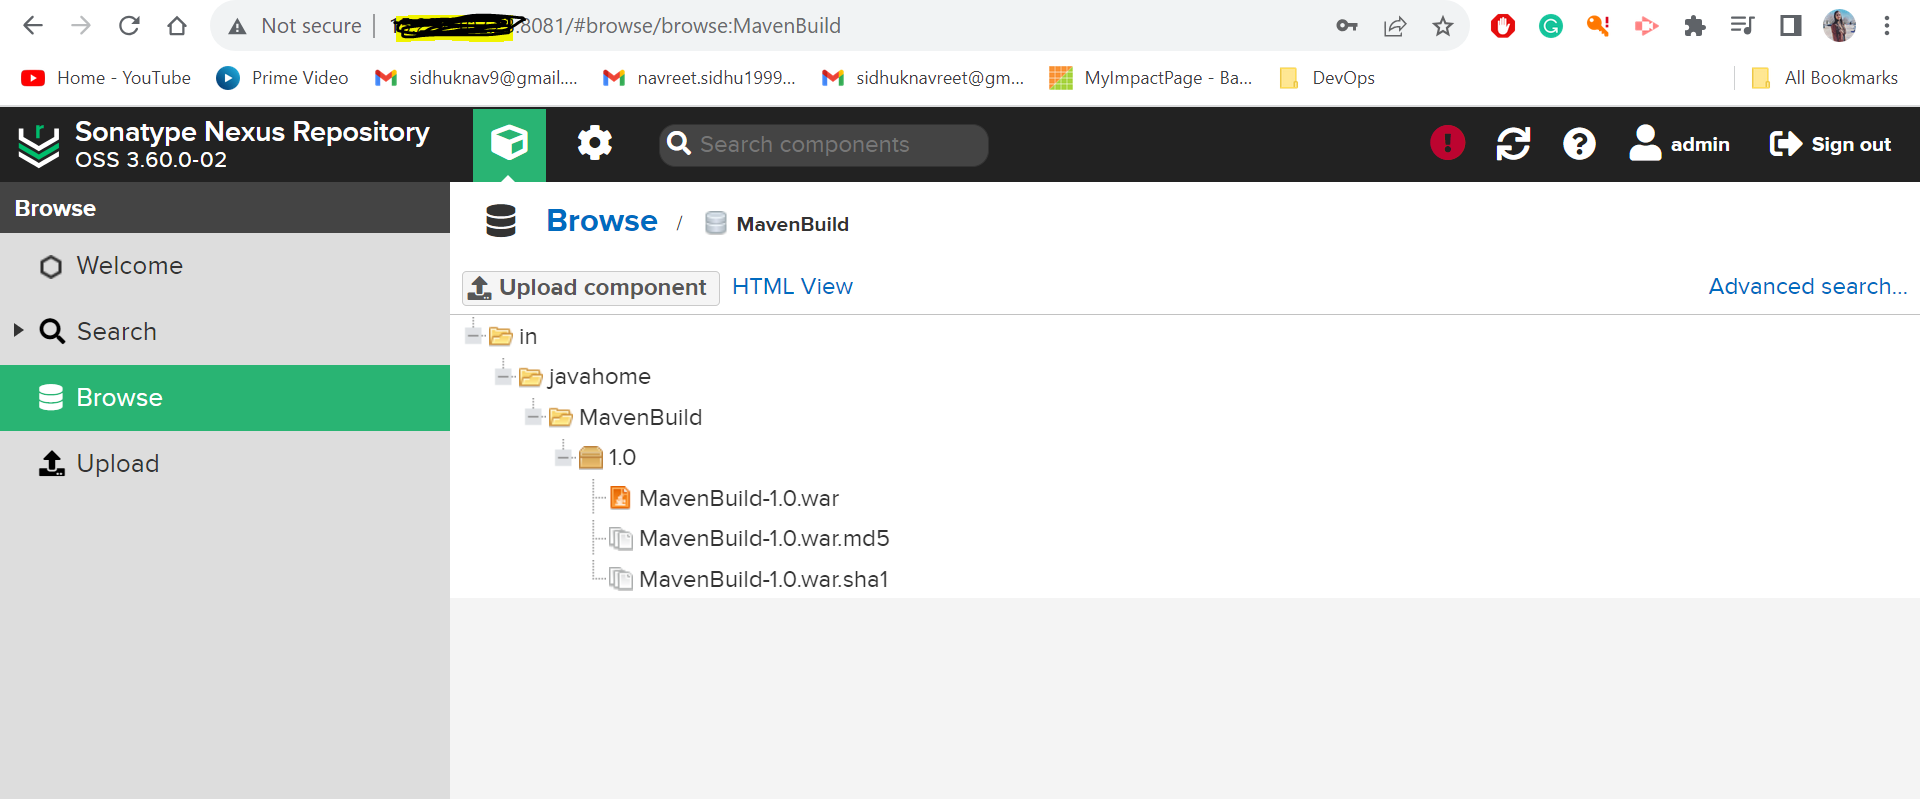 Not secure :8081/#browse/browse:MavenBuild
Home - YouTube Prime Video sidhuknav9@gmail.... navreet.sidhu1999... sidhuknavreet@gm... MyImpactPage - Ba... DevOps All Bookmarks
Sonatype Nexus Repository
OSS 3.60.0-02
Search components
admin
Sign out
Browse
Browse / MavenBuild
Welcome
Search
Browse
Upload
Upload component HTML View Advanced search...
in
javahome
MavenBuild
1.0
MavenBuild-1.0.war
MavenBuild-1.0.war.md5
MavenBuild-1.0.war.sha1